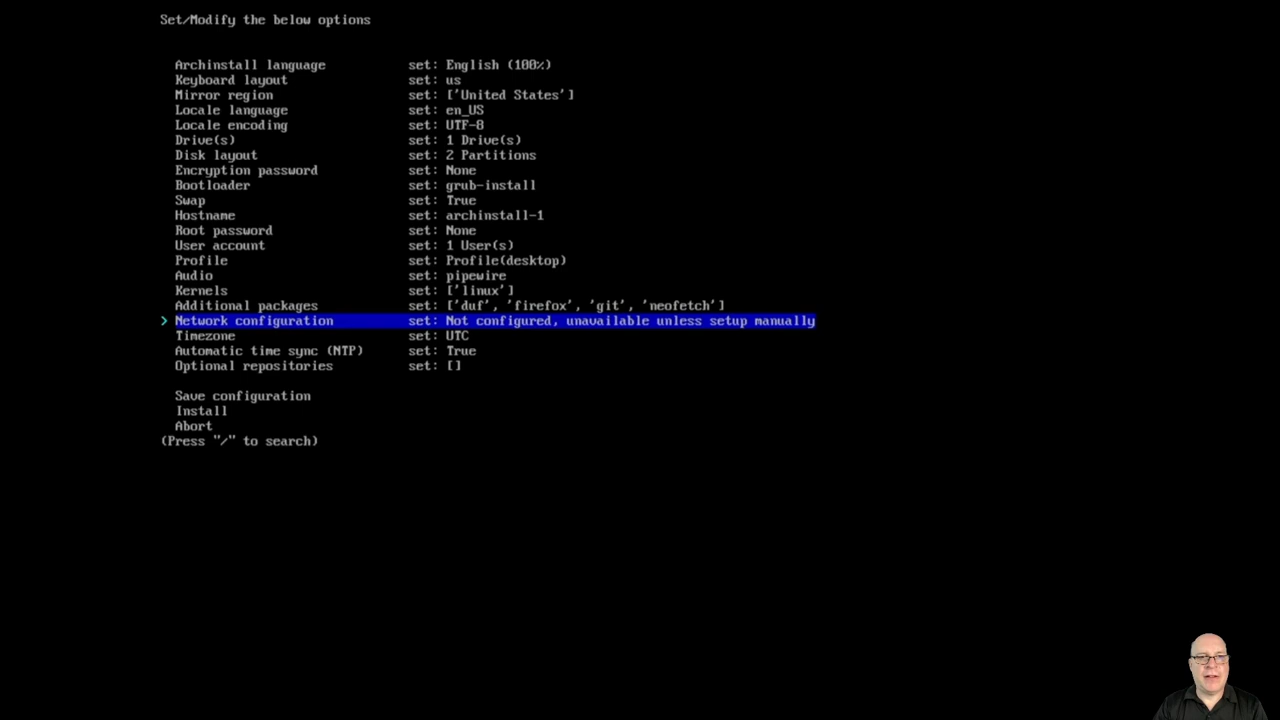 Set/Modify the below options
Archinstall language set: English (100%)
Keyboard layout set: us
Mirror region set: ['United States']
Locale language set: en_US
Locale encoding set: UTF-8
Drive(s) set: 1 Drive(s)
Disk layout set: 2 Partitions
Encryption password set: None
Bootloader set: grub-install
Swap set: True
Hostname set: archinstall-1
Root password set: None
User account set: 1 User(s)
Profile set: Profile(desktop)
Audio set: pipewire
Kernels set: ['linux']
Additional packages set: ['duf', 'firefox', 'git', 'neofetch']
> Network configuration set: Not configured, unavailable unless setup manually
Timezone set: UTC
Automatic time sync (NTP) set: True
Optional repositories set: []
Save configuration
Install
Abort
(Press "/" to search)